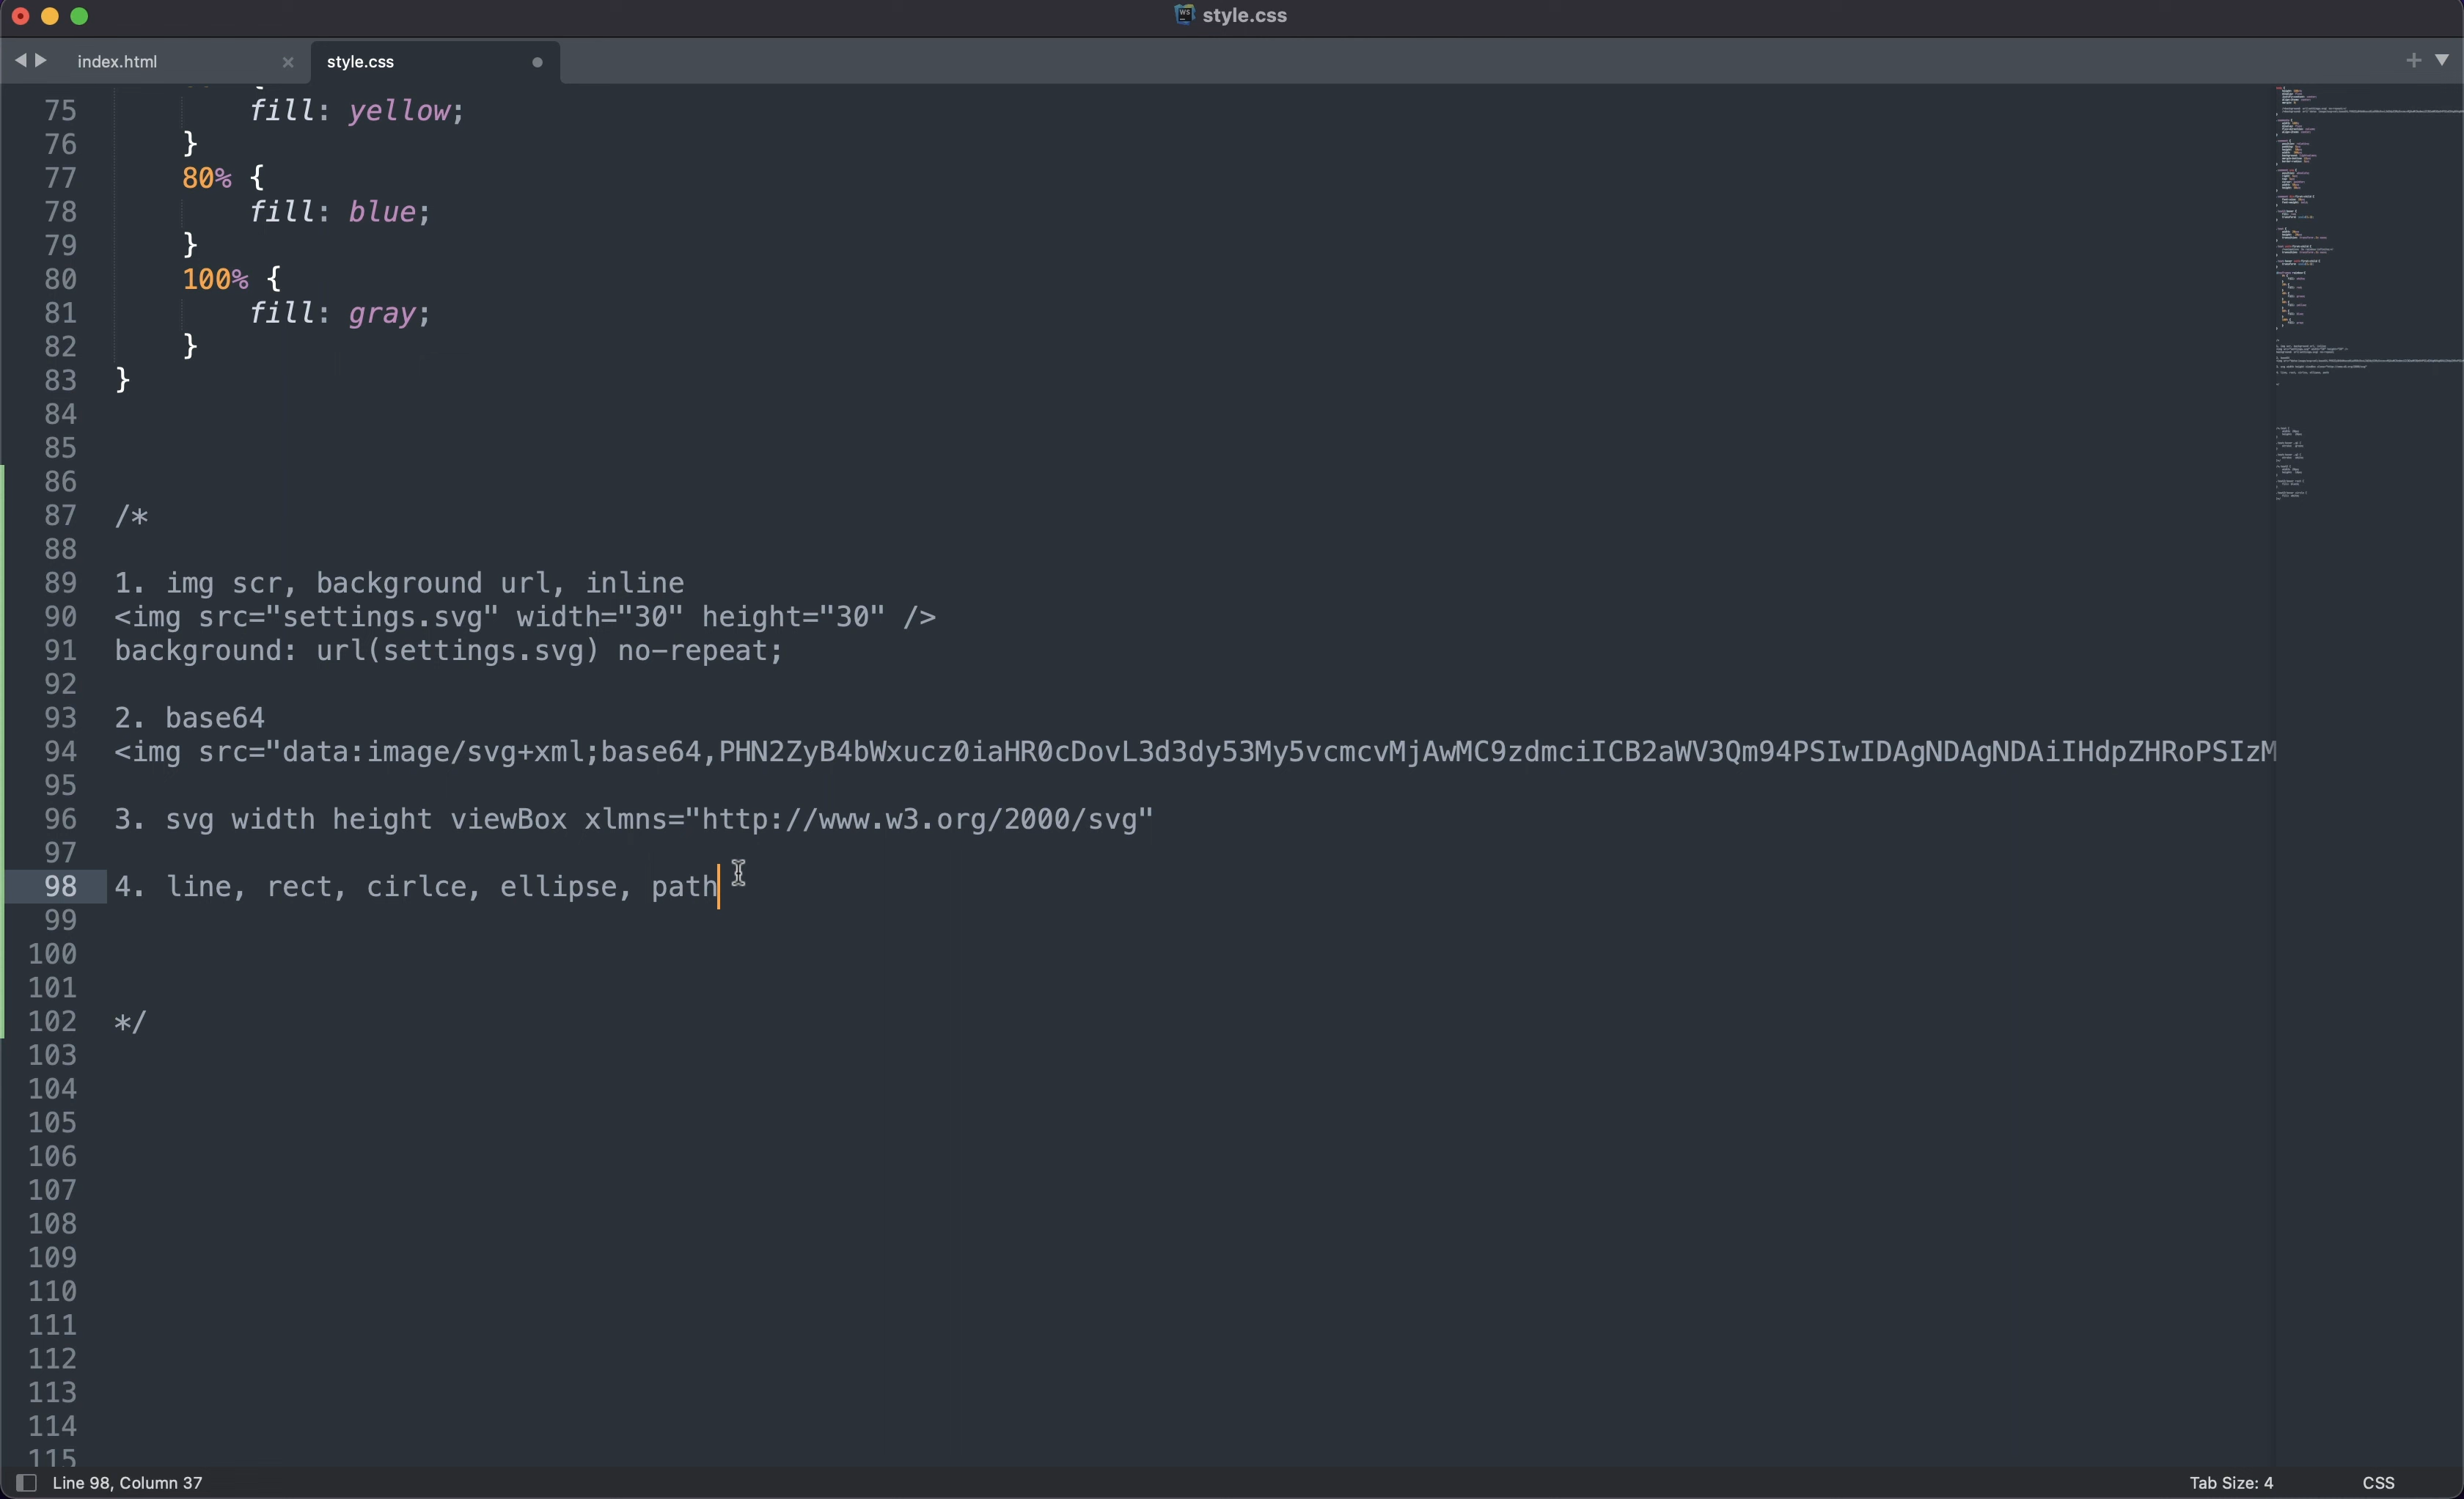 style.css
index.html
style.css
75 fill: yellow;
76 }
77 80% {
78 fill: blue;
79 }
80 100% {
81 fill: gray;
82 }
83 }
84
85
86
87 /*
88
89 1. img scr, background url, inline
90 <img src="settings.svg" width="30" height="30" />
91 background: url(settings.svg) no-repeat;
92
93 2. base64
94 <img src="data:image/svg+xml;base64,PHN2ZyB4bWxucz0iaHR0cDovL3d3dy53My5vcmcvMjAwMC9zdmciICB2aWV3Qm94PSIwIDAgNDAgNDAiIHdpZHRoPSIzM
95
96 3. svg width height viewBox xlmns="http://www.w3.org/2000/svg"
97
98 4. line, rect, cirlce, ellipse, path
99
100
101
102 */
103
104
105
106
107
108
109
110
111
112
113
114
115
Line 98, Column 37
Tab Size: 4
CSS